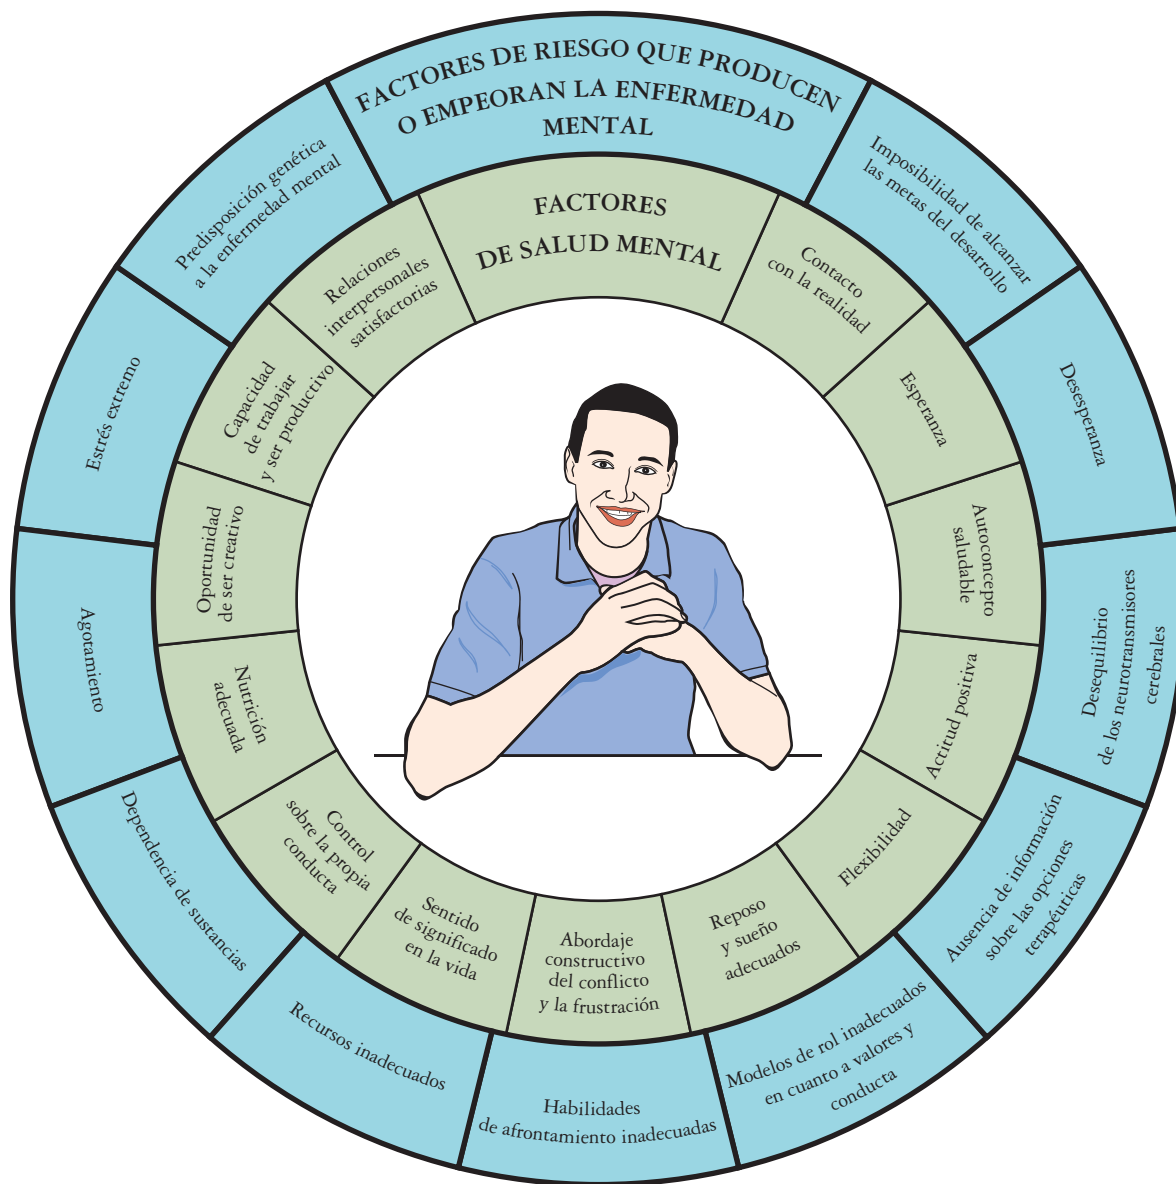 FACTORES DE RIESGO QUE PRODUCEN
O EMPEORAN LA ENFERMEDAD
MENTAL
Imposibilidad de alcanzar
las metas del desarrollo
Desesperanza
Desequilibrio
de los neurotransmisores
cerebrales
Ausencia de información
sobre las opciones
terapéuticas
Modelos de rol inadecuados
en cuanto a valores y
conducta
Habilidades
de afrontamiento inadecuadas
Recursos inadecuados
Dependencia de sustancias
Agotamiento
Estrés extremo
Predisposición genética
a la enfermedad mental
FACTORES
DE SALUD MENTAL
Contacto
con la realidad
Esperanza
Autoconcepto
saludable
Actitud positiva
Flexibilidad
Reposo
y sueño
adecuados
Abordaje
constructivo
del conflicto
y la frustración
Sentido
de significado
en la vida
Control
sobre la propia
conducta
Nutrición
adecuada
Oportunidad
de ser creativo
Capacidad
de trabajar
y ser productivo
Relaciones
interpersonales
satisfactorias